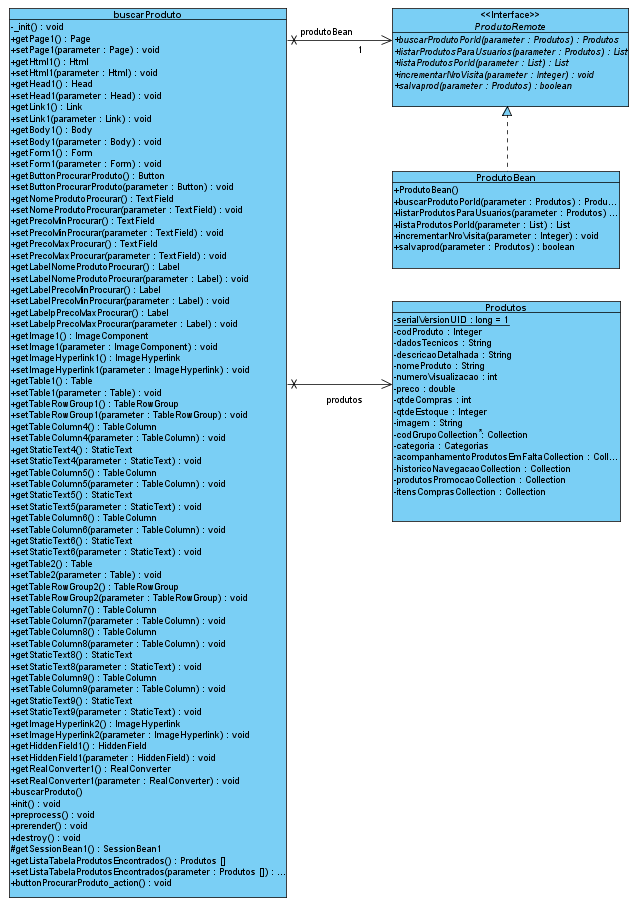 buscarProduto
-_init() : void
+getPage1() : Page
+setPage1(parameter : Page) : void
+getHtml1() : Html
+setHtml1(parameter : Html) : void
+getHead1() : Head
+setHead1(parameter : Head) : void
+getLink1() : Link
+setLink1(parameter : Link) : void
+getBody1() : Body
+setBody1(parameter : Body) : void
+getForm1() : Form
+setForm1(parameter : Form) : void
+getButtonProcurarProduto() : Button
+setButtonProcurarProduto(parameter : Button) : void
+getNomeProdutoProcurar() : TextField
+setNomeProdutoProcurar(parameter : TextField) : void
+getPrecoMinProcurar() : TextField
+setPrecoMinProcurar(parameter : TextField) : void
+getPrecoMaxProcurar() : TextField
+setPrecoMaxProcurar(parameter : TextField) : void
+getLabelNomeProdutoProcurar() : Label
+setLabelNomeProdutoProcurar(parameter : Label) : void
+getLabelPrecoMinProcurar() : Label
+setLabelPrecoMinProcurar(parameter : Label) : void
+getLabelpPrecoMaxProcurar() : Label
+setLabelpPrecoMaxProcurar(parameter : Label) : void
+getImage1() : ImageComponent
+setImage1(parameter : ImageComponent) : void
+getImageHyperlink1() : ImageHyperlink
+setImageHyperlink1(parameter : ImageHyperlink) : void
+getTable1() : Table
+setTable1(parameter : Table) : void
+getTableRowGroup1() : TableRowGroup
+setTableRowGroup1(parameter : TableRowGroup) : void
+getTableColumn4() : TableColumn
+setTableColumn4(parameter : TableColumn) : void
+getStaticText4() : StaticText
+setStaticText4(parameter : StaticText) : void
+getTableColumn5() : TableColumn
+setTableColumn5(parameter : TableColumn) : void
+getStaticText5() : StaticText
+setStaticText5(parameter : StaticText) : void
+getTableColumn6() : TableColumn
+setTableColumn6(parameter : TableColumn) : void
+getStaticText6() : StaticText
+setStaticText6(parameter : StaticText) : void
+getTable2() : Table
+setTable2(parameter : Table) : void
+getTableRowGroup2() : TableRowGroup
+setTableRowGroup2(parameter : TableRowGroup) : void
+getTableColumn7() : TableColumn
+setTableColumn7(parameter : TableColumn) : void
+getTableColumn8() : TableColumn
+setTableColumn8(parameter : TableColumn) : void
+getStaticText8() : StaticText
+setStaticText8(parameter : StaticText) : void
+getTableColumn9() : TableColumn
+setTableColumn9(parameter : TableColumn) : void
+getStaticText9() : StaticText
+setStaticText9(parameter : StaticText) : void
+getImageHyperlink2() : ImageHyperlink
+setImageHyperlink2(parameter : ImageHyperlink) : void
+getHiddenField1() : HiddenField
+setHiddenField1(parameter : HiddenField) : void
+getRealConverter1() : RealConverter
+setRealConverter1(parameter : RealConverter) : void
+buscarProduto()
+init() : void
+preprocess() : void
+prerender() : void
+destroy() : void
#getSessionBean1() : SessionBean1
+getListaTabelaProdutosEncontrados() : Produtos []
+setListaTabelaProdutosEncontrados(parameter : Produtos []) : ...
+buttonProcurarProduto_action() : void
produtoBean
1
<<Interface>>
ProdutoRemote
+buscarProdutoPorId(parameter : Produtos) : Produtos
+listarProdutosParaUsuarios(parameter : Produtos) : List
+listaProdutosPorId(parameter : List) : List
+incrementarNroVisita(parameter : Integer) : void
+salvaprod(parameter : Produtos) : boolean
ProdutoBean
+ProdutoBean()
+buscarProdutoPorId(parameter : Produtos) : Produ...
+listarProdutosParaUsuarios(parameter : Produtos) ...
+listaProdutosPorId(parameter : List) : List
+incrementarNroVisita(parameter : Integer) : void
+salvaprod(parameter : Produtos) : boolean
produtos
*
Produtos
-serialVersionUID : long = 1
-codProduto : Integer
-dadosTecnicos : String
-descricaoDetalhada : String
-nomeProduto : String
-numeroVisualizacao : int
-preco : double
-qtdeCompras : int
-qtdeEstoque : Integer
-imagem : String
-codGrupoCollection : Collection
-categoria : Categorias
-acompanhamentoProdutosEmFaltaCollection : Coll...
-historicoNavegacaoCollection : Collection
-produtosPromocaoCollection : Collection
-itensComprasCollection : Collection